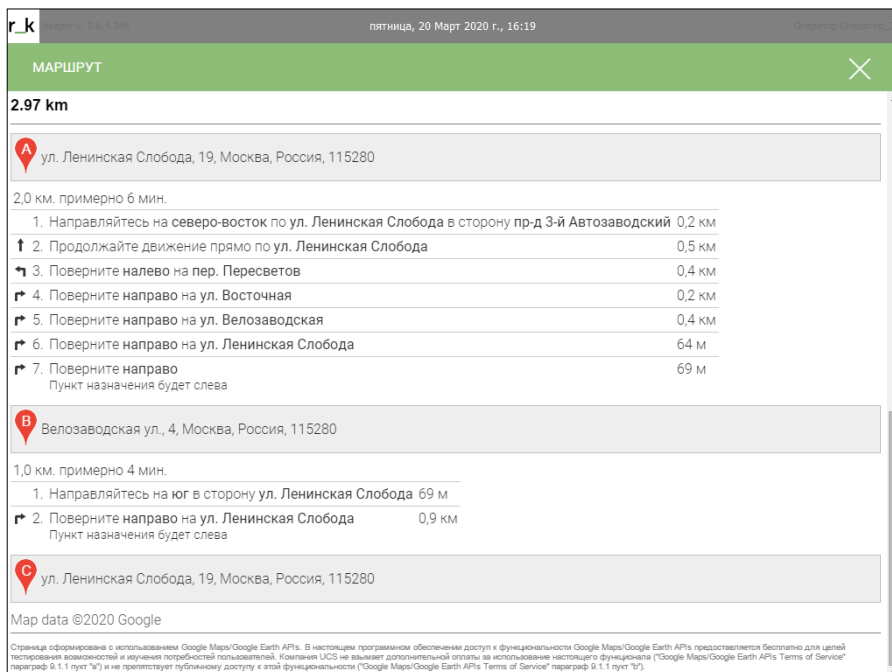 r_k
keeper v. 7.6.4.545
пятница, 20 Март 2020 г., 16:19
Оператор Оператор_
МАРШРУТ
2.97 km
A
ул. Ленинская Слобода, 19, Москва, Россия, 115280
2,0 км. примерно 6 мин.
1. Направляйтесь на северо-восток по ул. Ленинская Слобода в сторону пр-д 3-й Автозаводский 0,2 км
2. Продолжайте движение прямо по ул. Ленинская Слобода 0,5 км
3. Поверните налево на пер. Пересветов 0,4 км
4. Поверните направо на ул. Восточная 0,2 км
5. Поверните направо на ул. Велозаводская 0,4 км
6. Поверните направо на ул. Ленинская Слобода 64 м
7. Поверните направо 69 м
Пункт назначения будет слева
B
Велозаводская ул., 4, Москва, Россия, 115280
1,0 км. примерно 4 мин.
1. Направляйтесь на юг в сторону ул. Ленинская Слобода 69 м
2. Поверните направо на ул. Ленинская Слобода 0,9 км
Пункт назначения будет слева
C
ул. Ленинская Слобода, 19, Москва, Россия, 115280
Map data ©2020 Google
Страница сформирована с использованием Google Maps/Google Earth APIs. В настоящем программном обеспечении доступ к функциональности Google Maps/Google Earth APIs предоставляется бесплатно для целей
тестирования возможностей и изучения потребностей пользователей. Компания UCS не взымает дополнительной оплаты за использование настоящего функционала ("Google Maps/Google Earth APIs Terms of Service"
параграф 9.1.1 пункт "a") и не препятствует публичному доступу к этой функциональности ("Google Maps/Google Earth APIs Terms of Service" параграф 9.1.1 пукт "b").